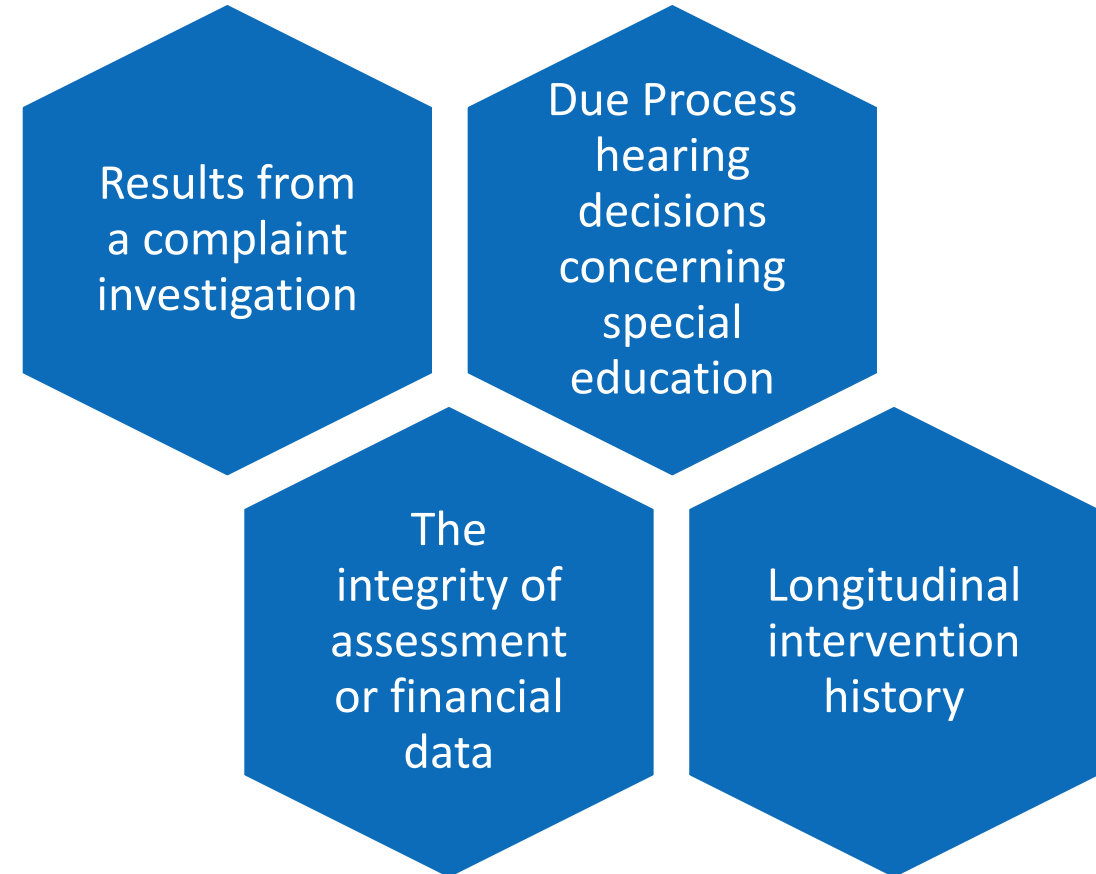 Results from
a complaint
investigation
Due Process
hearing
decisions
concerning
special
education
The
integrity of
assessment
or financial
data
Longitudinal
intervention
history